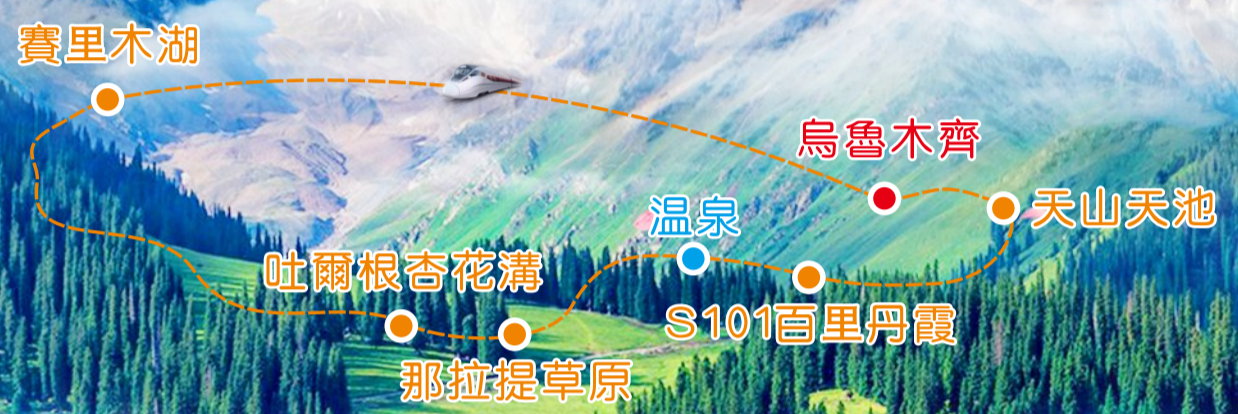 賽里木湖
烏魯木齊
天山天池
温泉
吐爾根杏花溝
S101百里丹霞
那拉提草原